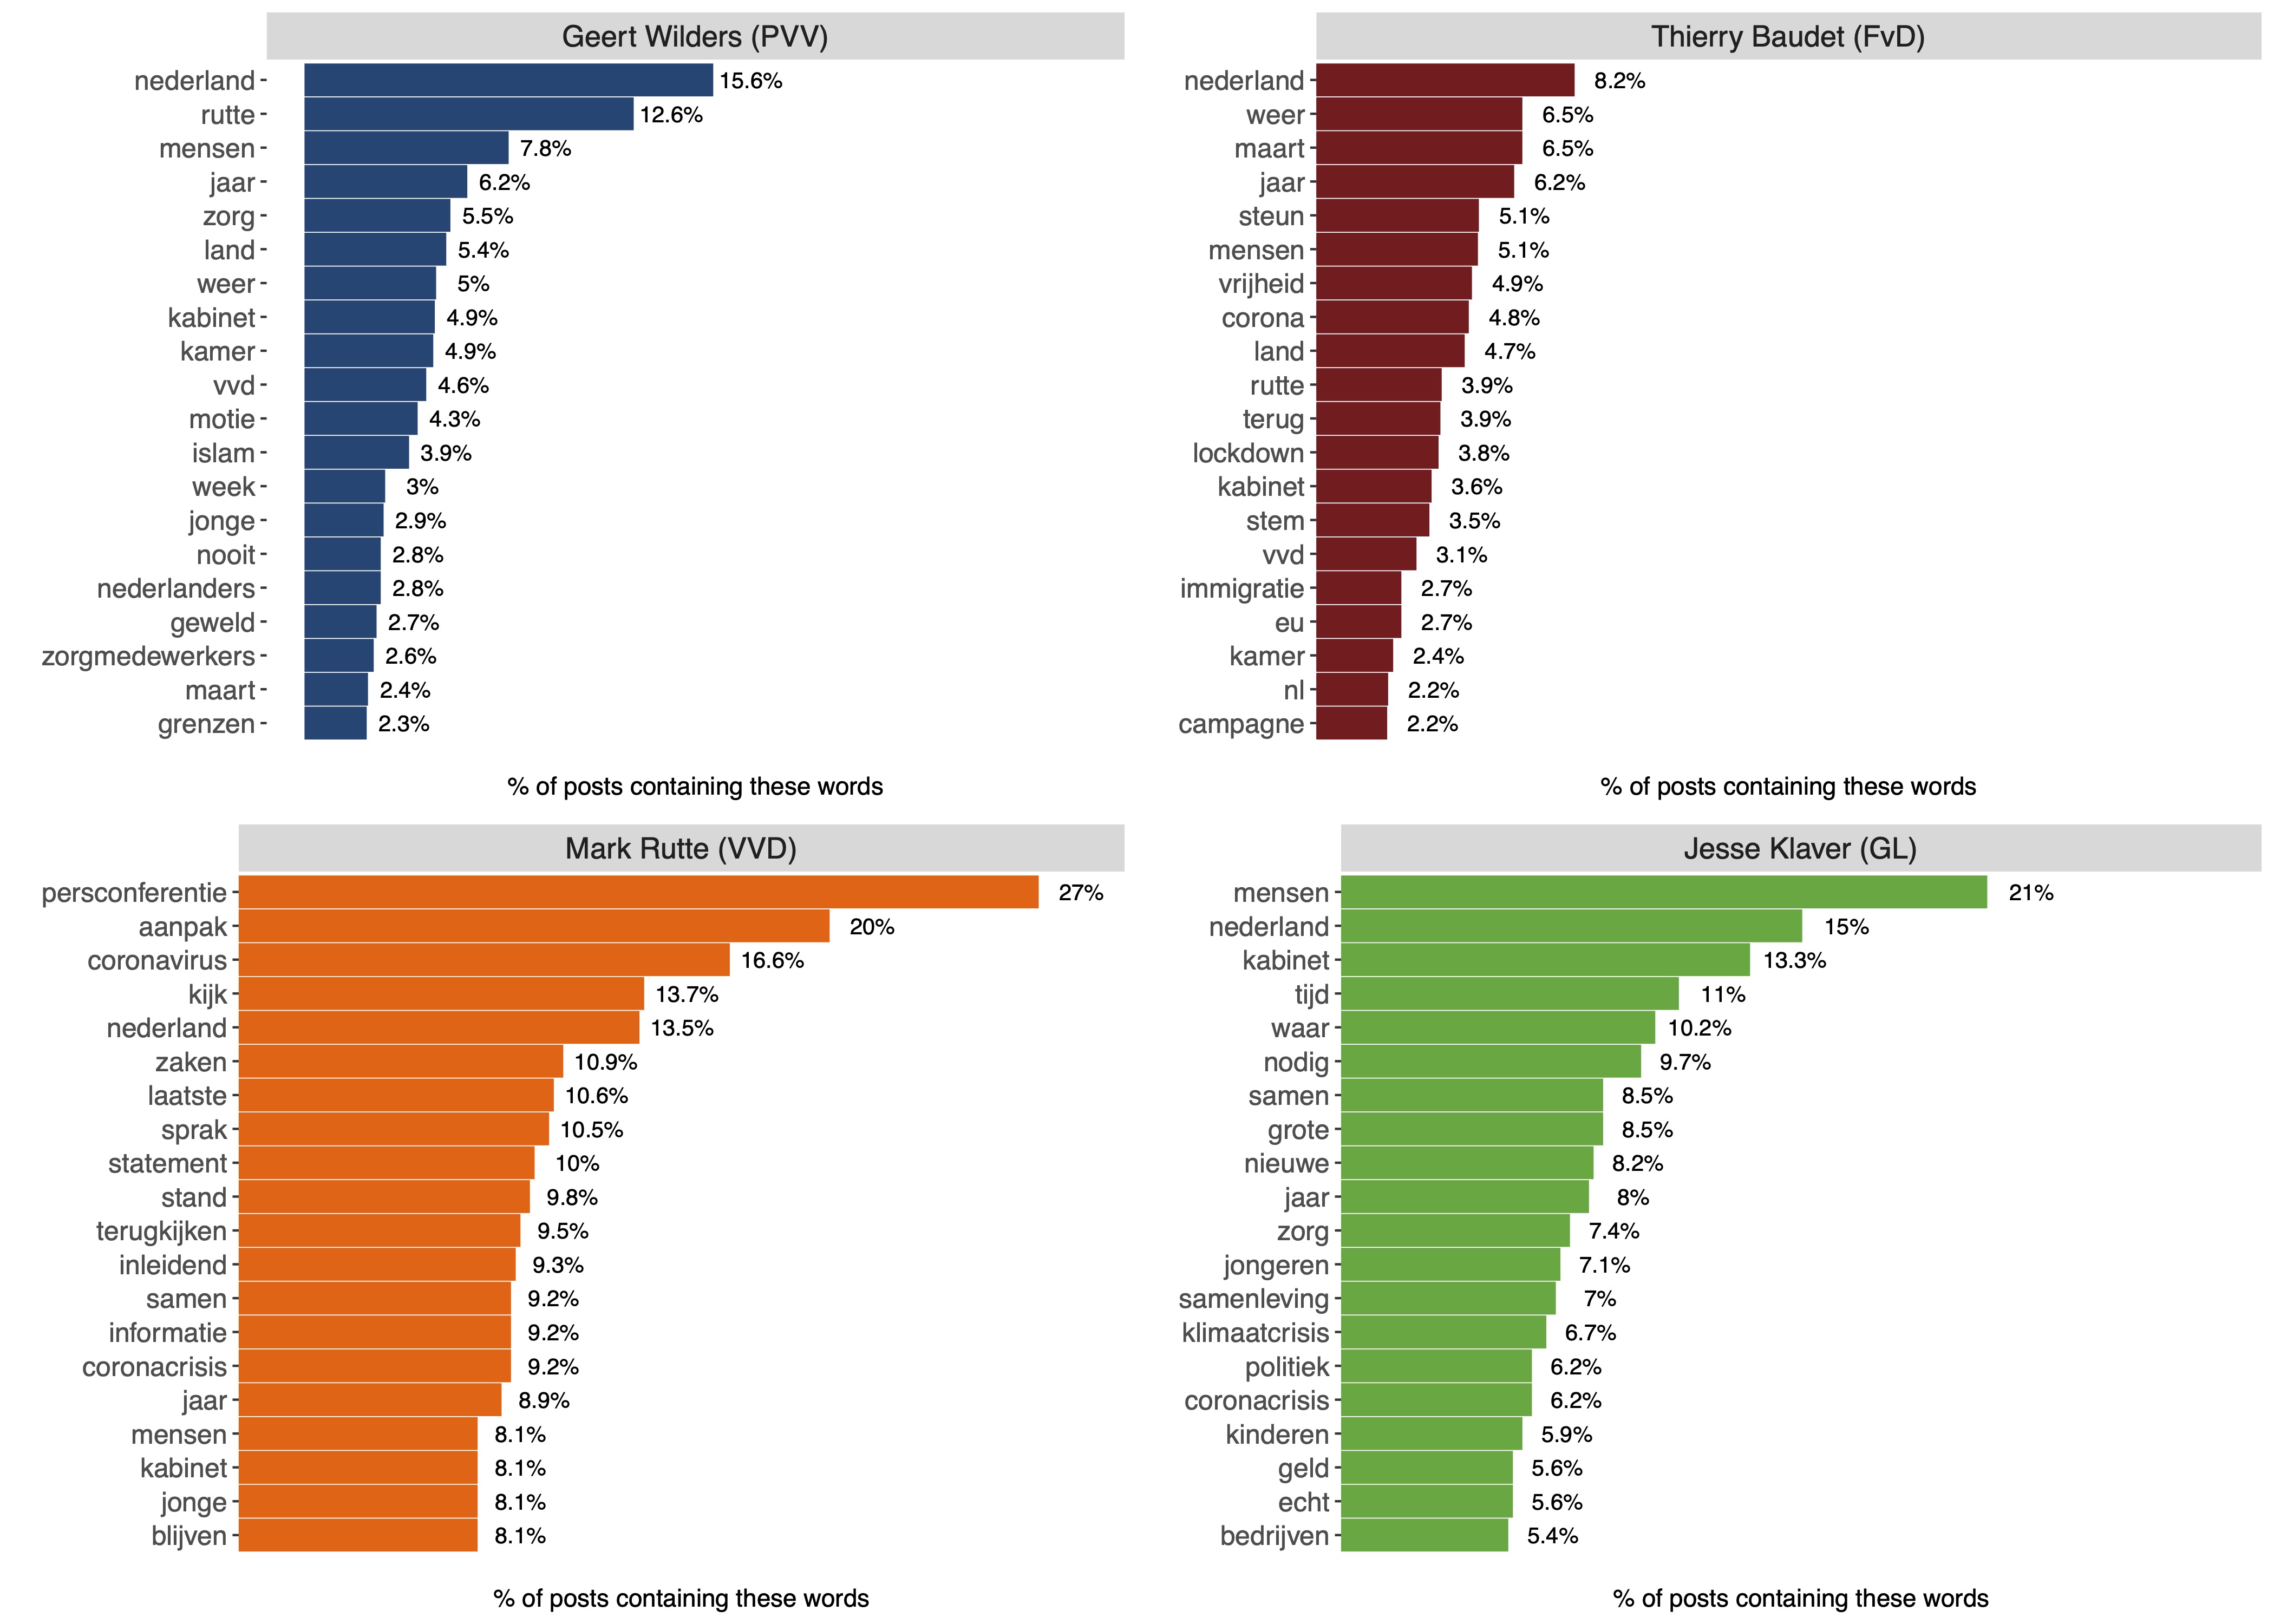 Geert Wilders (PVV)
nederland 15.6%
rutte 12.6%
mensen 7.8%
jaar 6.2%
zorg 5.5%
land 5.4%
weer 5%
kabinet 4.9%
kamer 4.9%
vvd 4.6%
motie 4.3%
islam 3.9%
week 3%
jonge 2.9%
nooit 2.8%
nederlanders 2.8%
geweld 2.7%
zorgmedewerkers 2.6%
maart 2.4%
grenzen 2.3%
% of posts containing these words
Thierry Baudet (FvD)
nederland 8.2%
weer 6.5%
maart 6.5%
jaar 6.2%
steun 5.1%
mensen 5.1%
vrijheid 4.9%
corona 4.8%
land 4.7%
rutte 3.9%
terug 3.9%
lockdown 3.8%
kabinet 3.6%
stem 3.5%
vvd 3.1%
immigratie 2.7%
eu 2.7%
kamer 2.4%
nl 2.2%
campagne 2.2%
% of posts containing these words
Mark Rutte (VVD)
persconferentie 27%
aanpak 20%
coronavirus 16.6%
kijk 13.7%
nederland 13.5%
zaken 10.9%
laatste 10.6%
sprak 10.5%
statement 10%
stand 9.8%
terugkijken 9.5%
inleidend 9.3%
samen 9.2%
informatie 9.2%
coronacrisis 9.2%
jaar 8.9%
mensen 8.1%
kabinet 8.1%
jonge 8.1%
blijven 8.1%
% of posts containing these words
Jesse Klaver (GL)
mensen 21%
nederland 15%
kabinet 13.3%
tijd 11%
waar 10.2%
nodig 9.7%
samen 8.5%
grote 8.5%
nieuwe 8.2%
jaar 8%
zorg 7.4%
jongeren 7.1%
samenleving 7%
klimaatcrisis 6.7%
politiek 6.2%
coronacrisis 6.2%
kinderen 5.9%
geld 5.6%
echt 5.6%
bedrijven 5.4%
% of posts containing these words